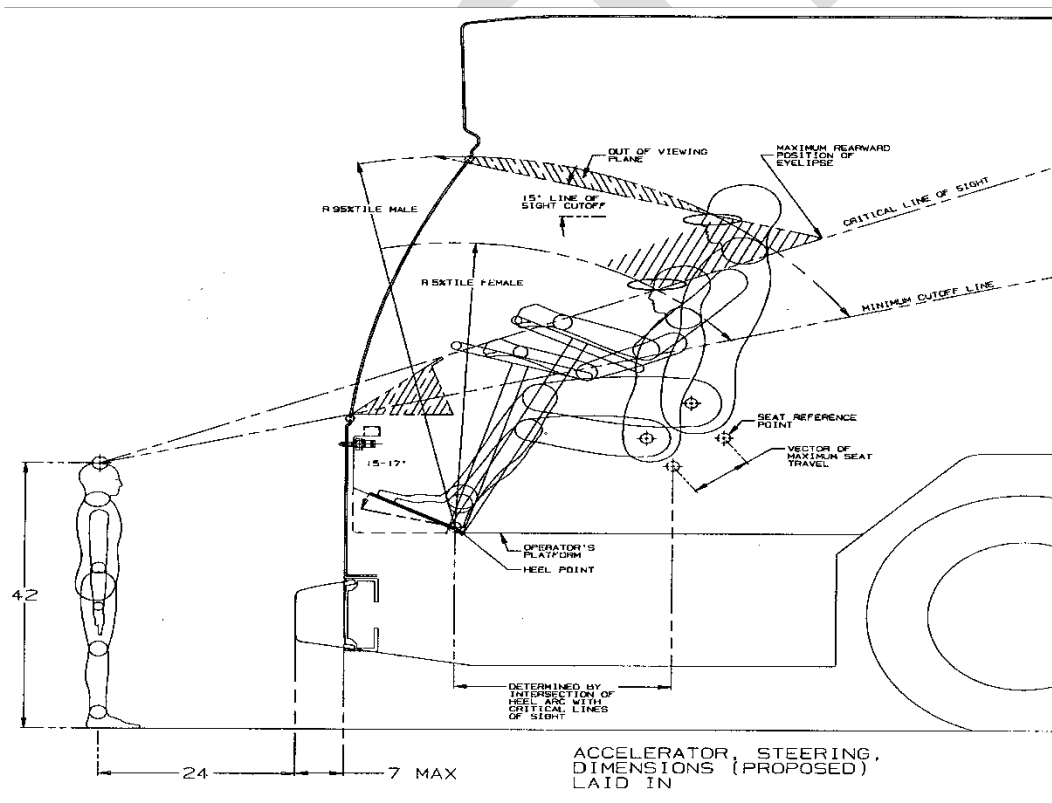 OUT OF VIEWING
PLANE
MAXIMUM REARWARD
POSITION OF
EYELIPSE
CRITICAL LINE OF SIGHT
15° LINE OF
SIGHT CUTOFF
R 95%TILE MALE
R 5%TILE FEMALE
MINIMUM CUTOFF LINE
SEAT REFERENCE
POINT
VECTOR OF
MAXIMUM SEAT
TRAVEL
15-17"
OPERATOR'S
PLATFORM
HEEL POINT
42
DETERMINED BY
INTERSECTION OF
HEEL ARC WITH
CRITICAL LINES
OF SIGHT
24
7 MAX
ACCELERATOR, STEERING,
DIMENSIONS (PROPOSED)
LAID IN